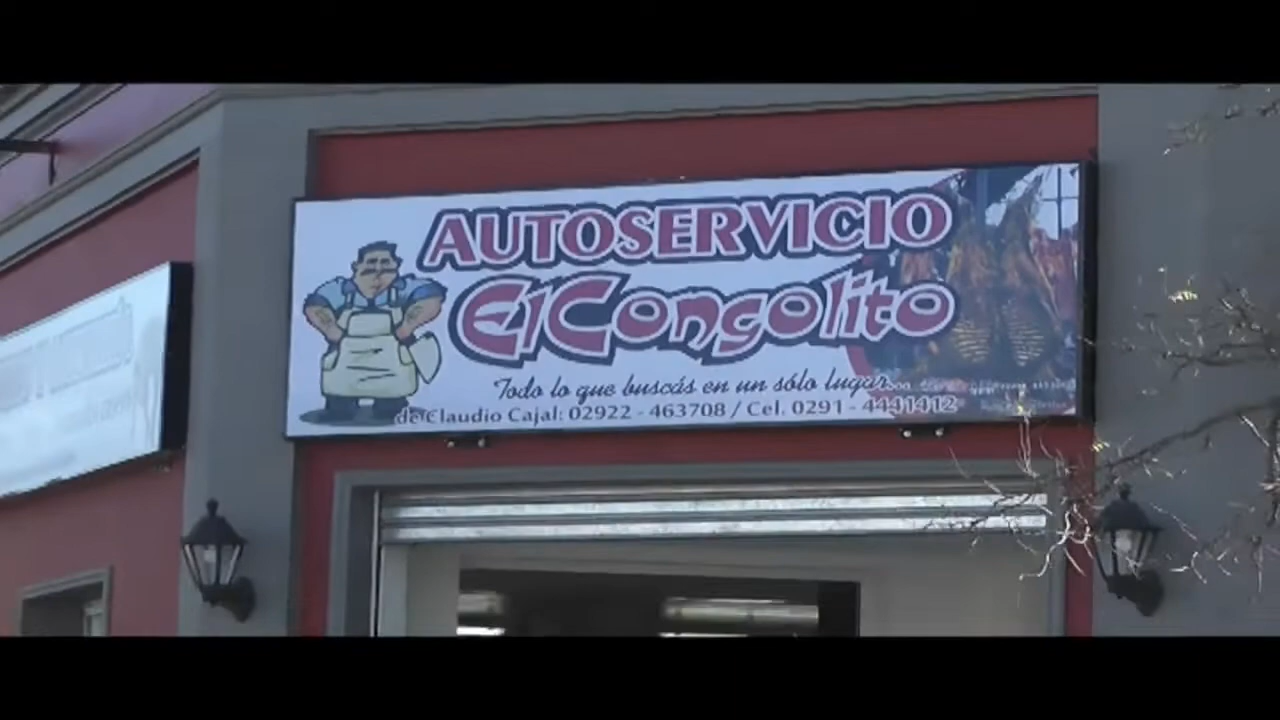 AUTOSERVICIO
El Congolito
Todo lo que buscás en un sólo lugar...
de Claudio Cajal: 02922 - 463708 / Cel. 0291 - 4441412